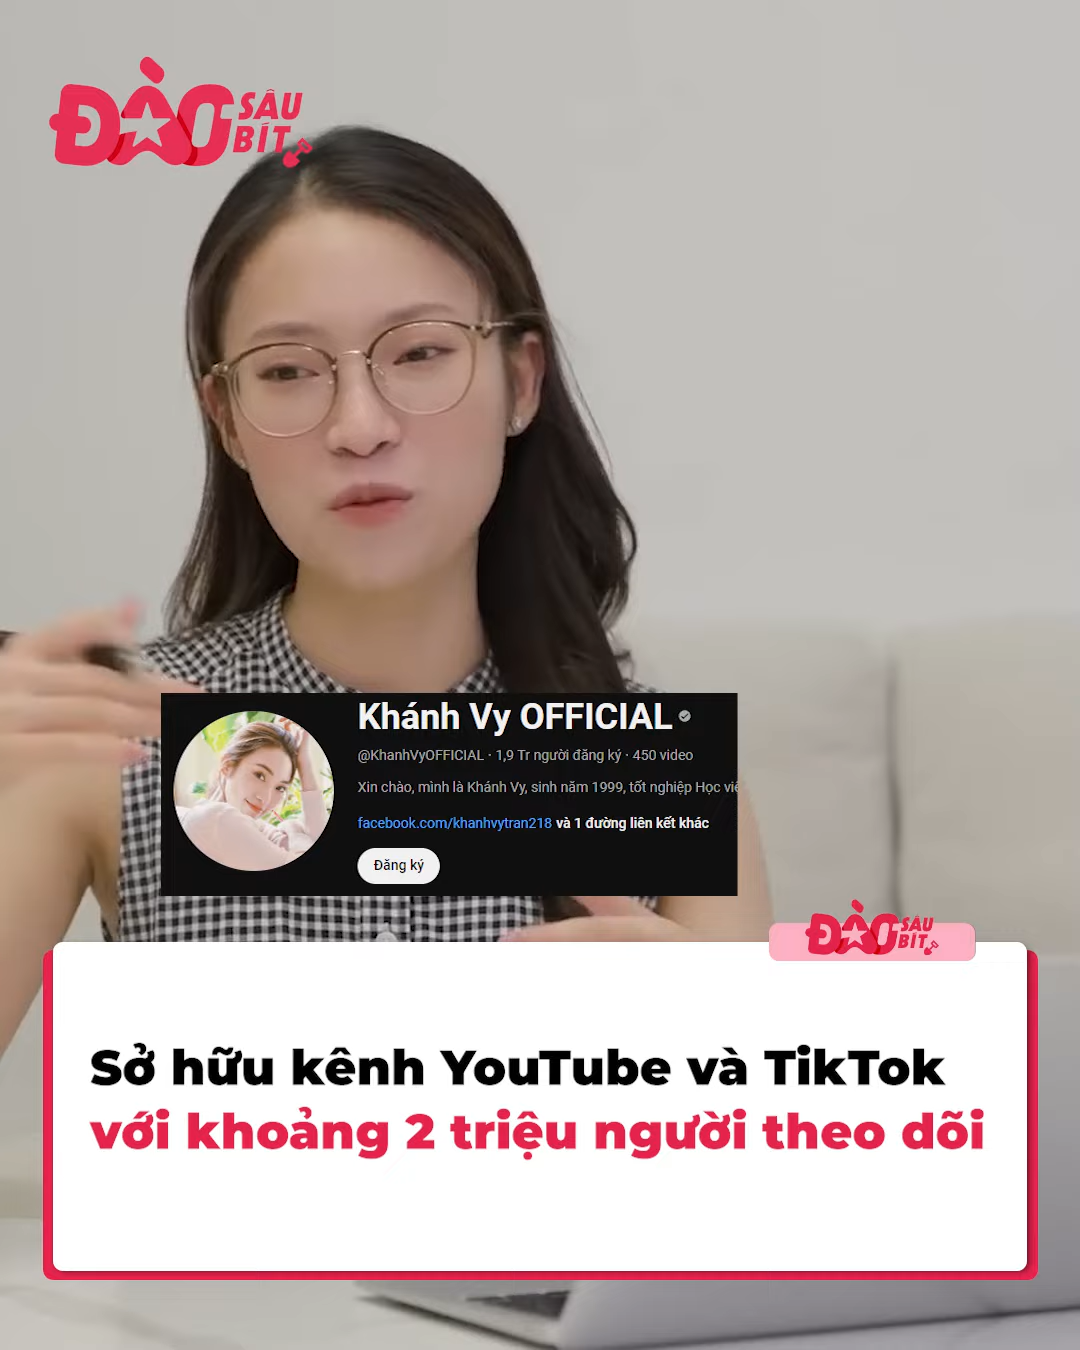 ĐÀO SÂU BÍT
Khánh Vy OFFICIAL
@KhanhVyOFFICIAL · 1,9 Tr người đăng ký · 450 video
Xin chào, mình là Khánh Vy, sinh năm 1999, tốt nghiệp Học việ
facebook.com/khanhvytran218 và 1 đường liên kết khác
Đăng ký
ĐÀO SÂU BÍT
Sở hữu kênh YouTube và TikTok
với khoảng 2 triệu người theo dõi